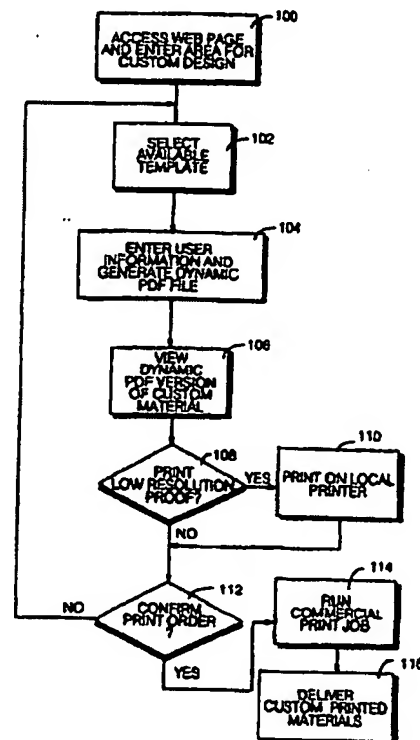 100
ACCESS WEB PAGE
AND ENTER AREA FOR
CUSTOM DESIGN
102
SELECT
AVAILABLE
TEMPLATE
104
ENTER USER
INFORMATION AND
GENERATE DYNAMIC
PDF FILE
106
VIEW
DYNAMIC
PDF VERSION
OF CUSTOM
MATERIAL
108
PRINT
LOW RESOLUTION
PROOF?
YES
110
PRINT ON LOCAL
PRINTER
NO
112
CONFIRM
PRINT ORDER
?
NO
YES
114
RUN
COMMERCIAL
PRINT JOB
116
DELIVER
CUSTOM PRINTED
MATERIALS